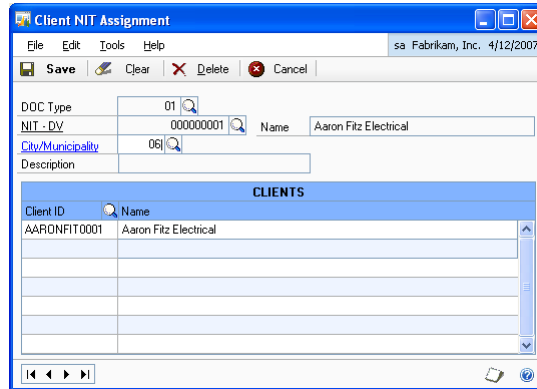 Client NIT Assignment
File Edit Tools Help sa Fabrikam, Inc. 4/12/2007
Save Clear Delete Cancel
DOC Type 01
NIT - DV 000000001 Name Aaron Fitz Electrical
City/Municipality 06
Description
CLIENTS
Client ID Name
AARONFIT0001 Aaron Fitz Electrical